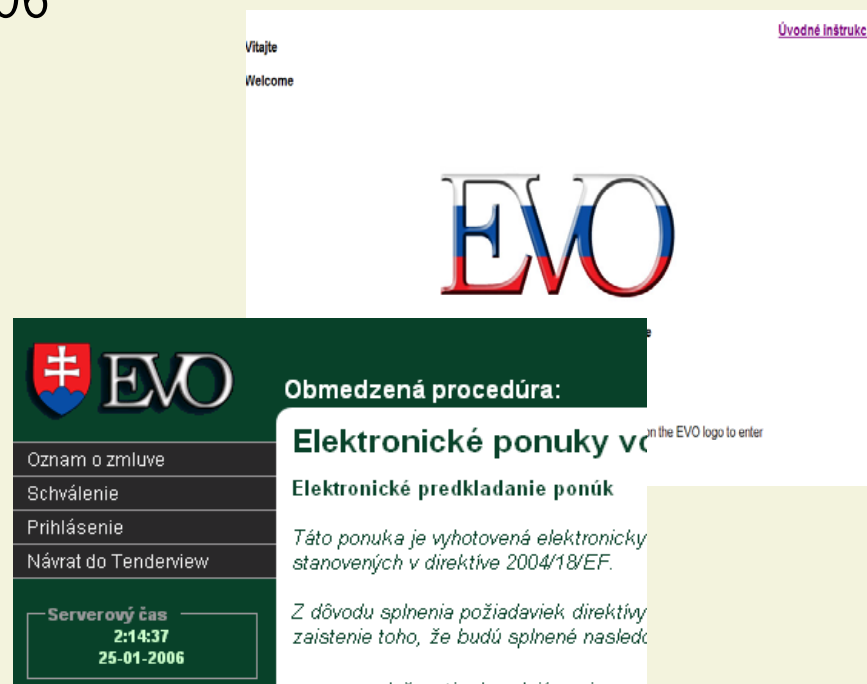 06
Úvodné inštrukc
Vitajte
Welcome
EVO
e
on the EVO logo to enter
EVO
Oznam o zmluve
Schválenie
Prihlásenie
Návrat do Tenderview
Serverový čas
2:14:37
25-01-2006
Obmedzená procedúra:
Elektronické ponuky vo
Elektronické predkladanie ponúk
Táto ponuka je vyhotovená elektronicky
stanovených v direktíve 2004/18/EF.
Z dôvodu splnenia požiadaviek direktívy
zaistenie toho, že budú splnené nasledo